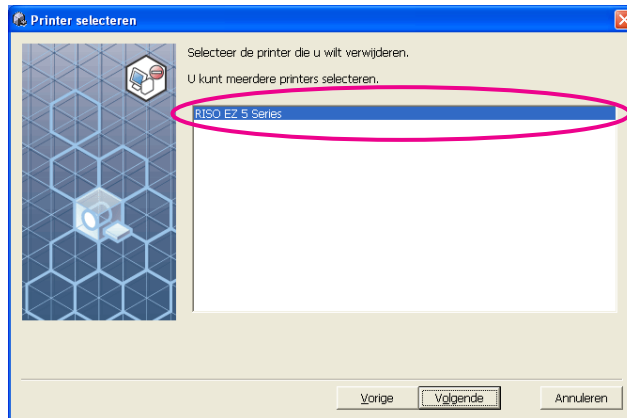 Printer selecteren
Selecteer de printer die u wilt verwijderen.
U kunt meerdere printers selecteren.
RISO EZ 5 Series
Vorige
Volgende
Annuleren